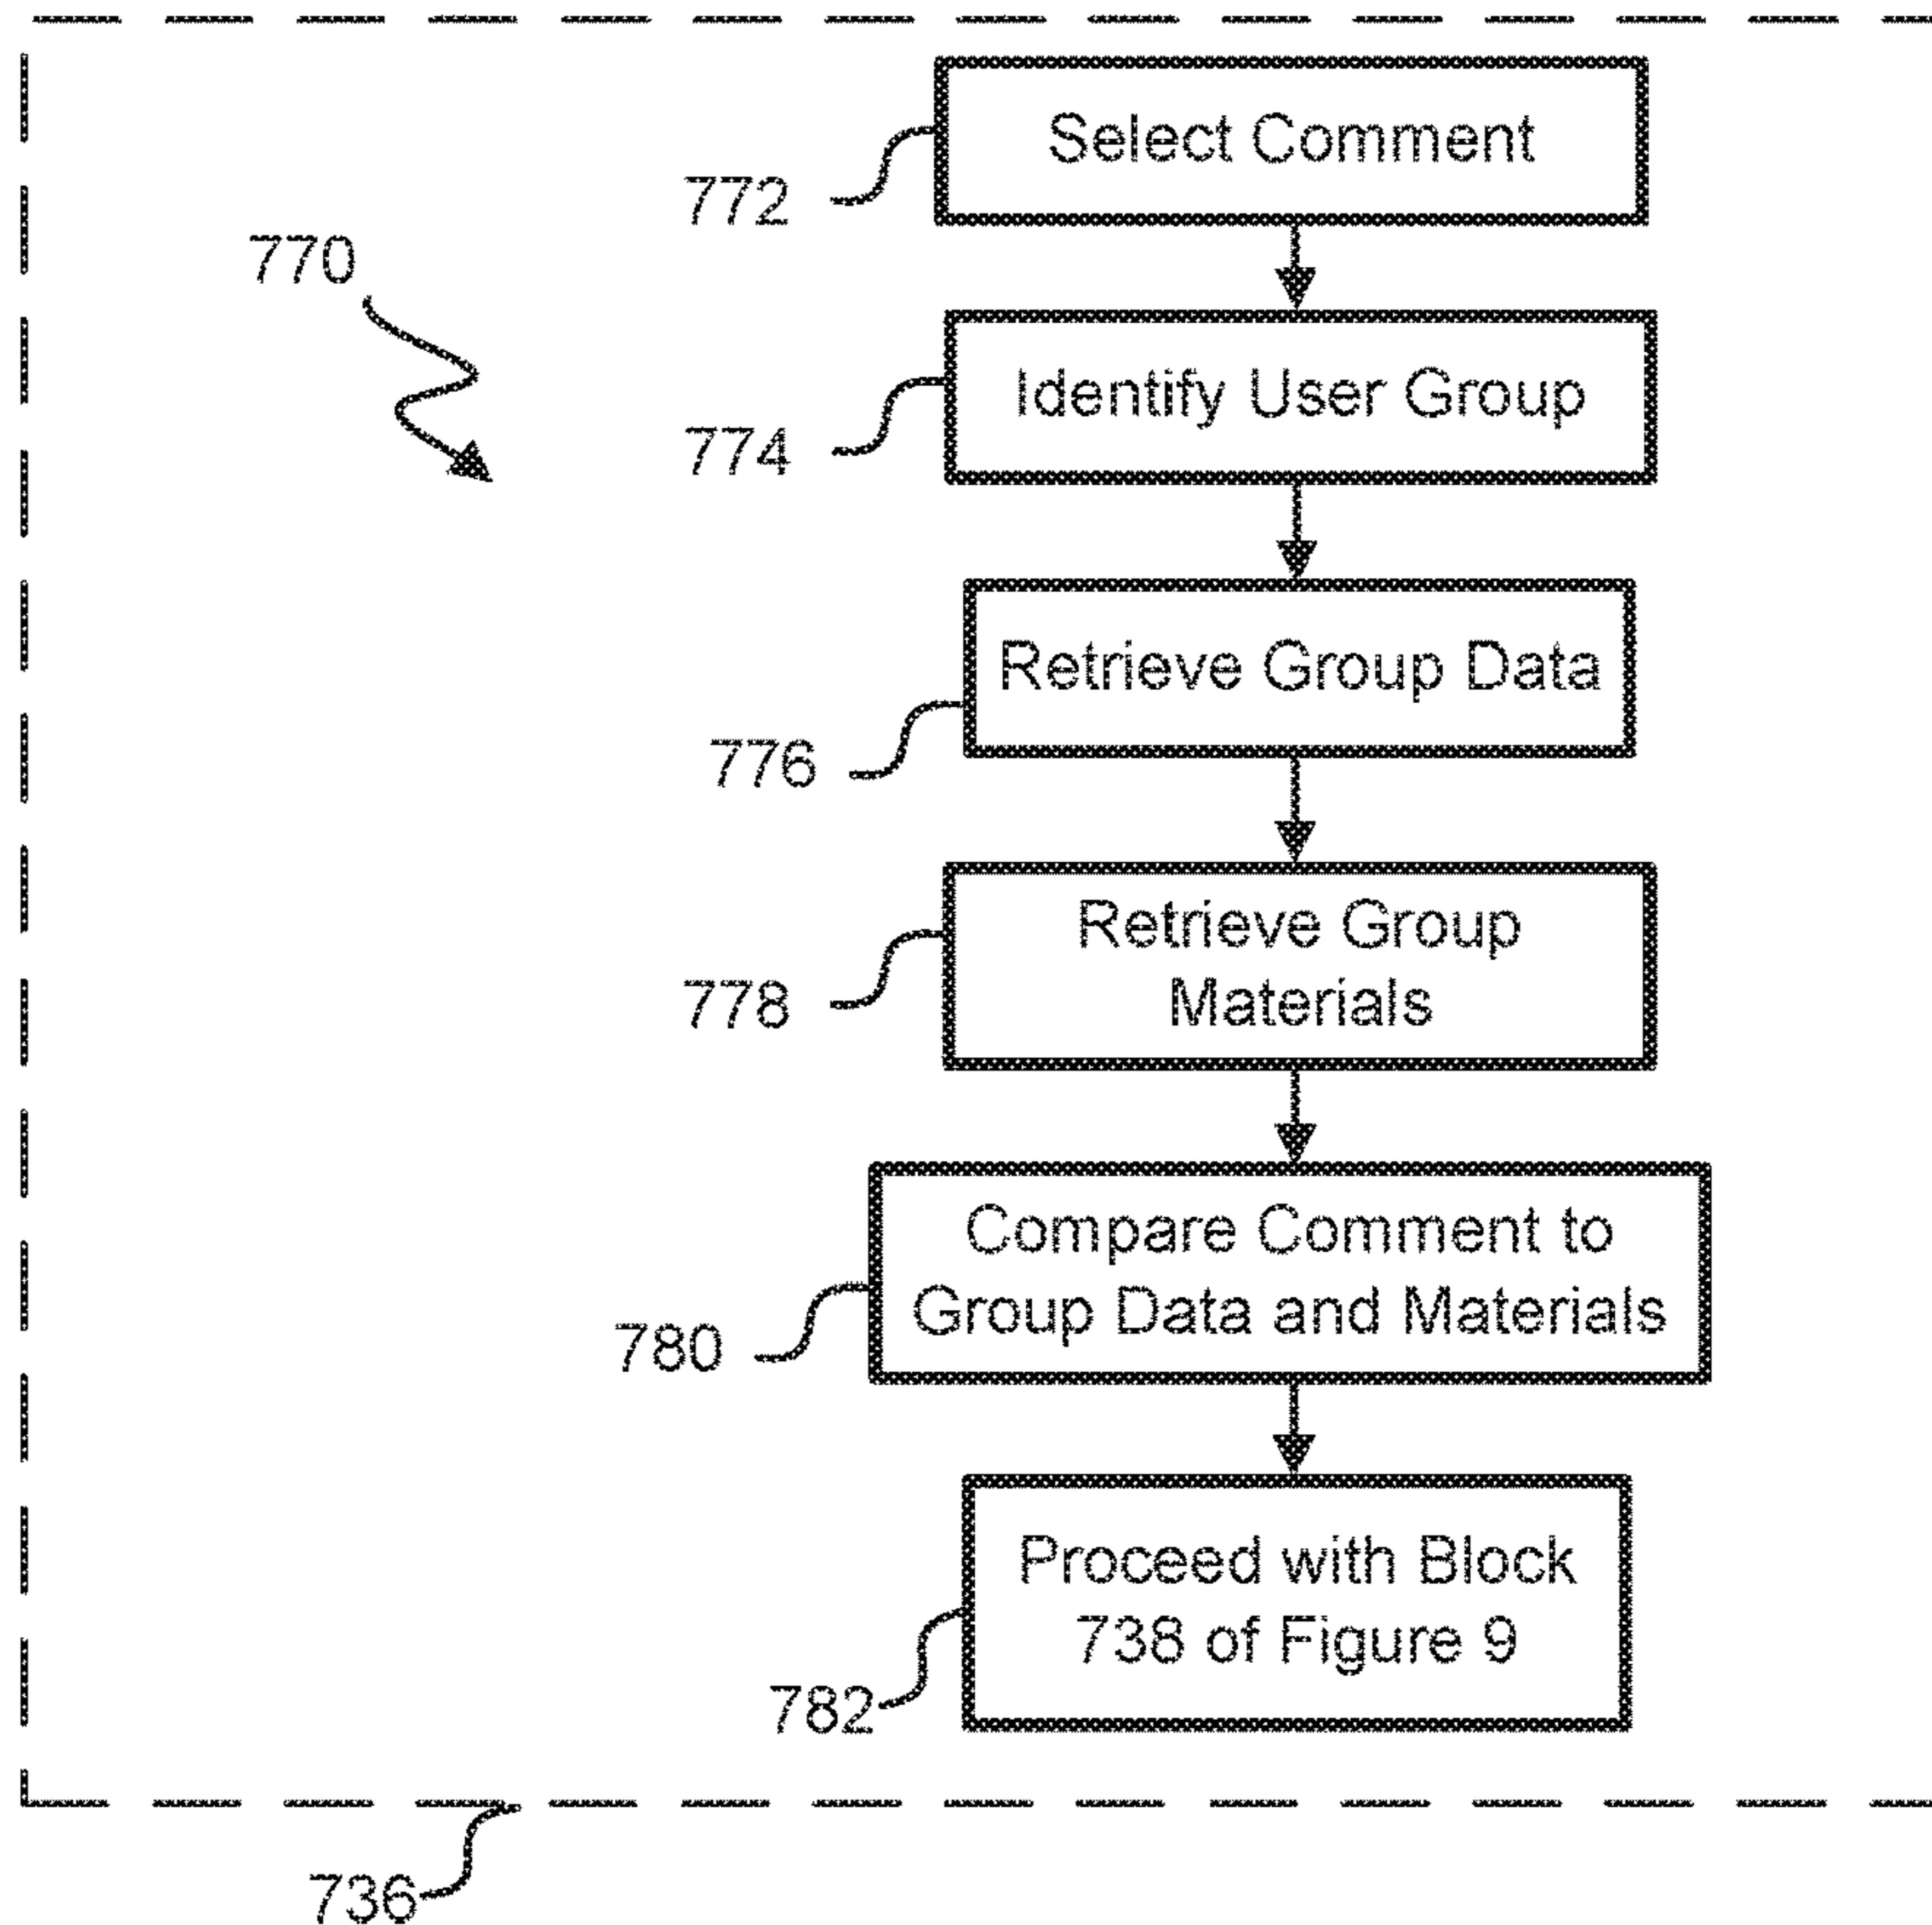 Select Comment
772
770
Identify User Group
774
Retrieve Group Data
776
Retrieve Group
Materials
778
Compare Comment to
Group Data and Materials
780
Proceed with Block
738 of Figure 9
782
736